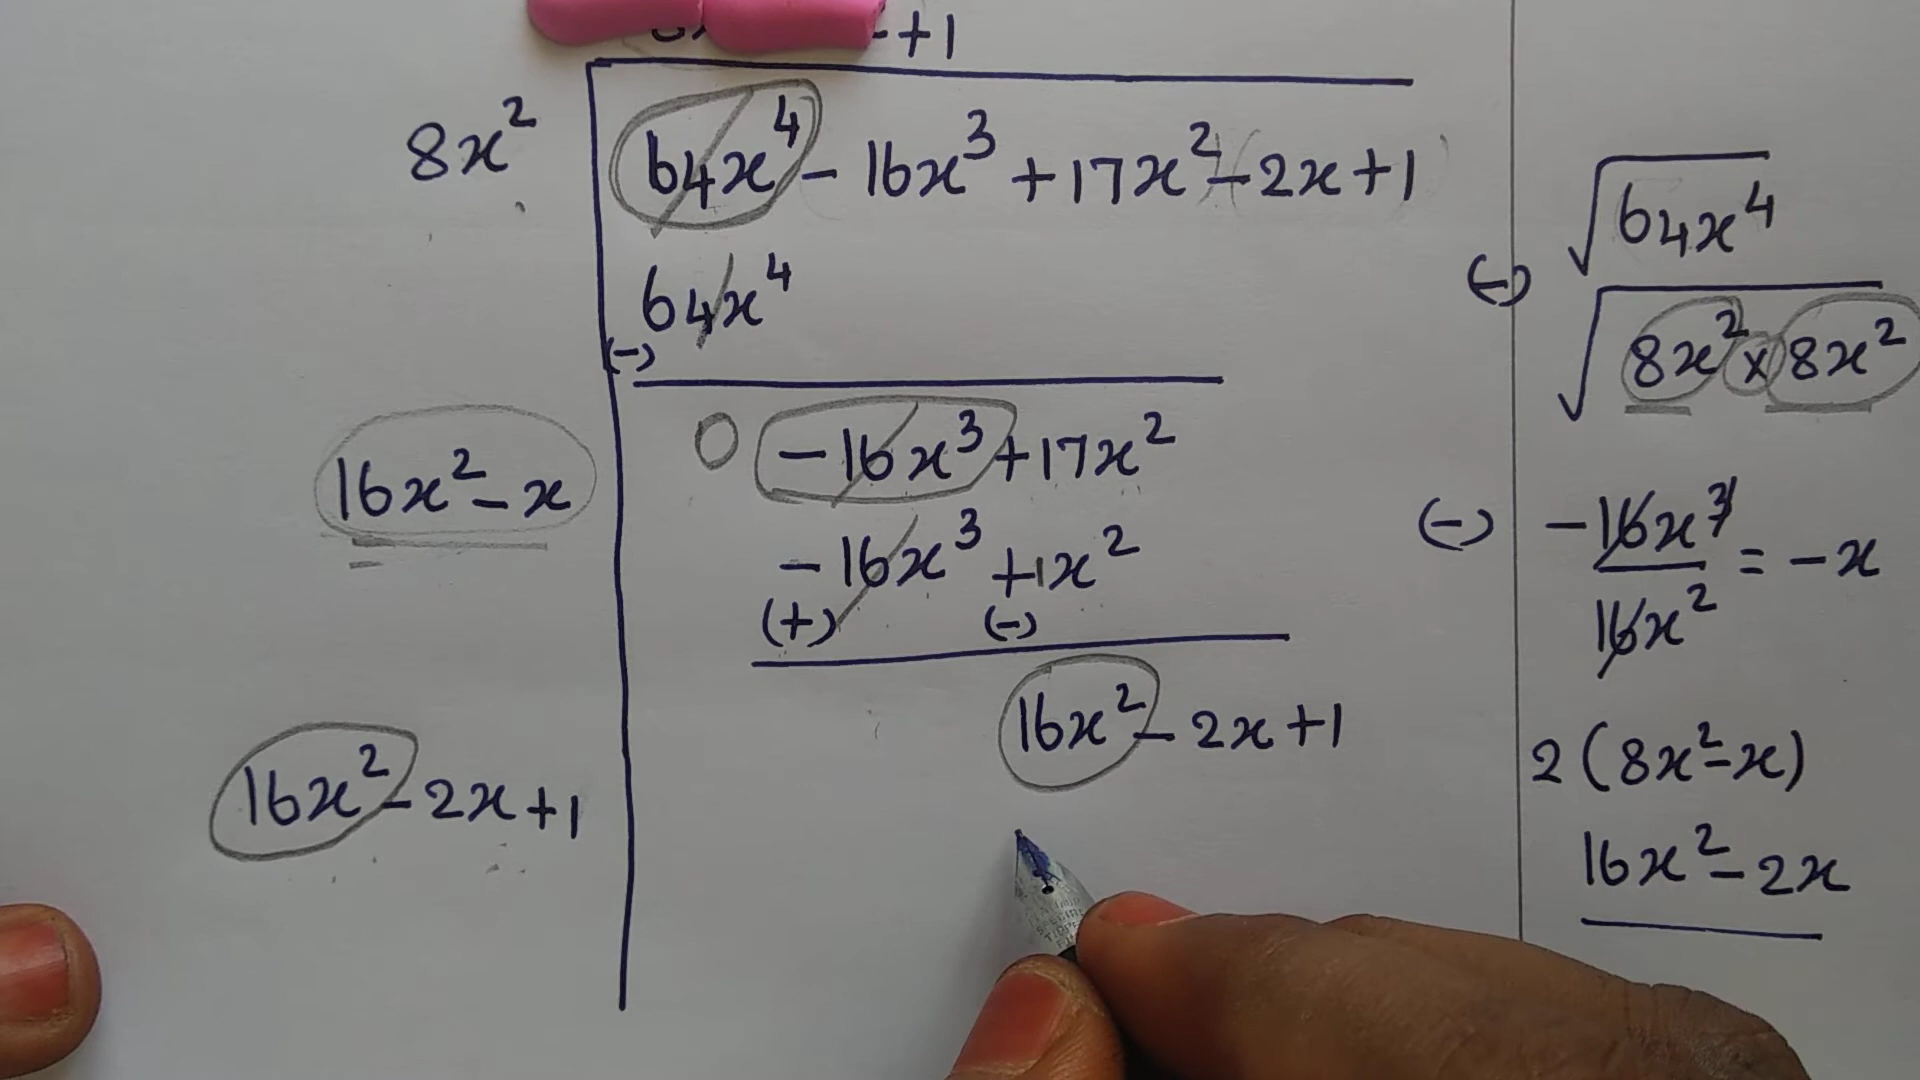 +1
8x² 64x⁴ - 16x³ + 17x² - 2x + 1
64x⁴
(-)
16x² - x 0 - 16x³ + 17x²
- 16x³ + 1x²
(+) (-)
16x² - 2x + 1 16x² - 2x + 1
√64x⁴
(-)
√8x² × 8x²
(-) -16x³/16x² = -x
2(8x² - x)
16x² - 2x